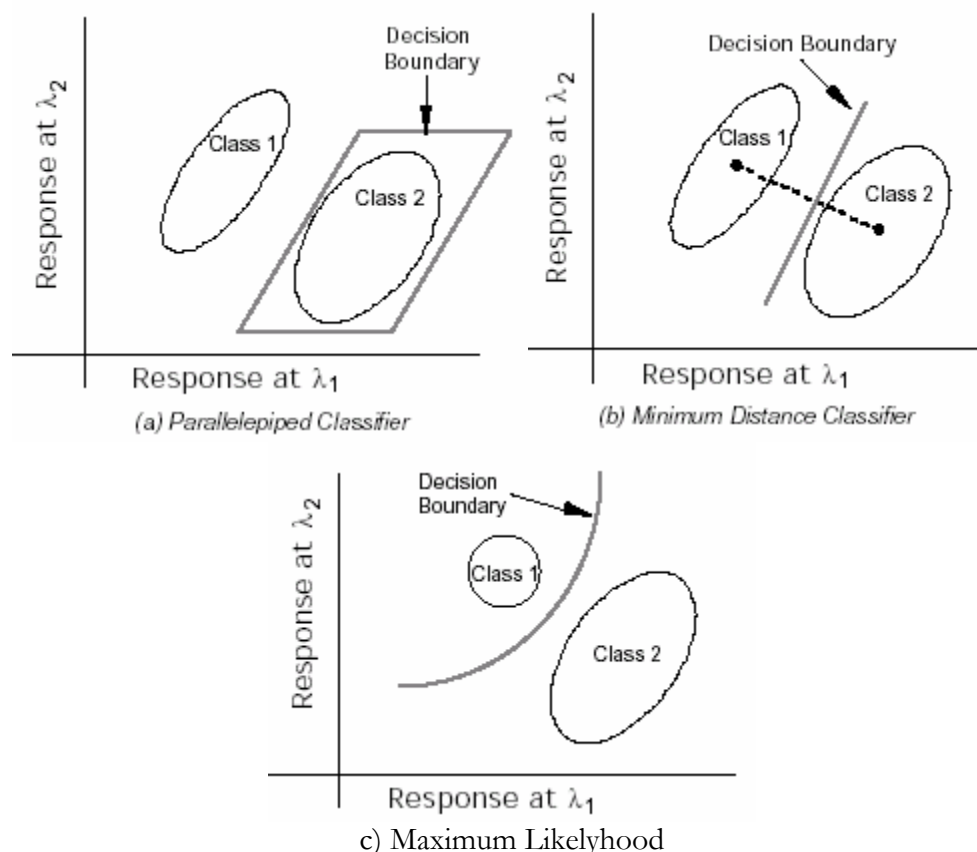 Decision
Boundary
Class 1
Class 2
Response at λ₂
Response at λ₁
(a) Parallelepiped Classifier
Decision Boundary
Class 1
Class 2
Response at λ₂
Response at λ₁
(b) Minimum Distance Classifier
Decision
Boundary
Class 1
Class 2
Response at λ₂
Response at λ₁
c) Maximum Likelyhood